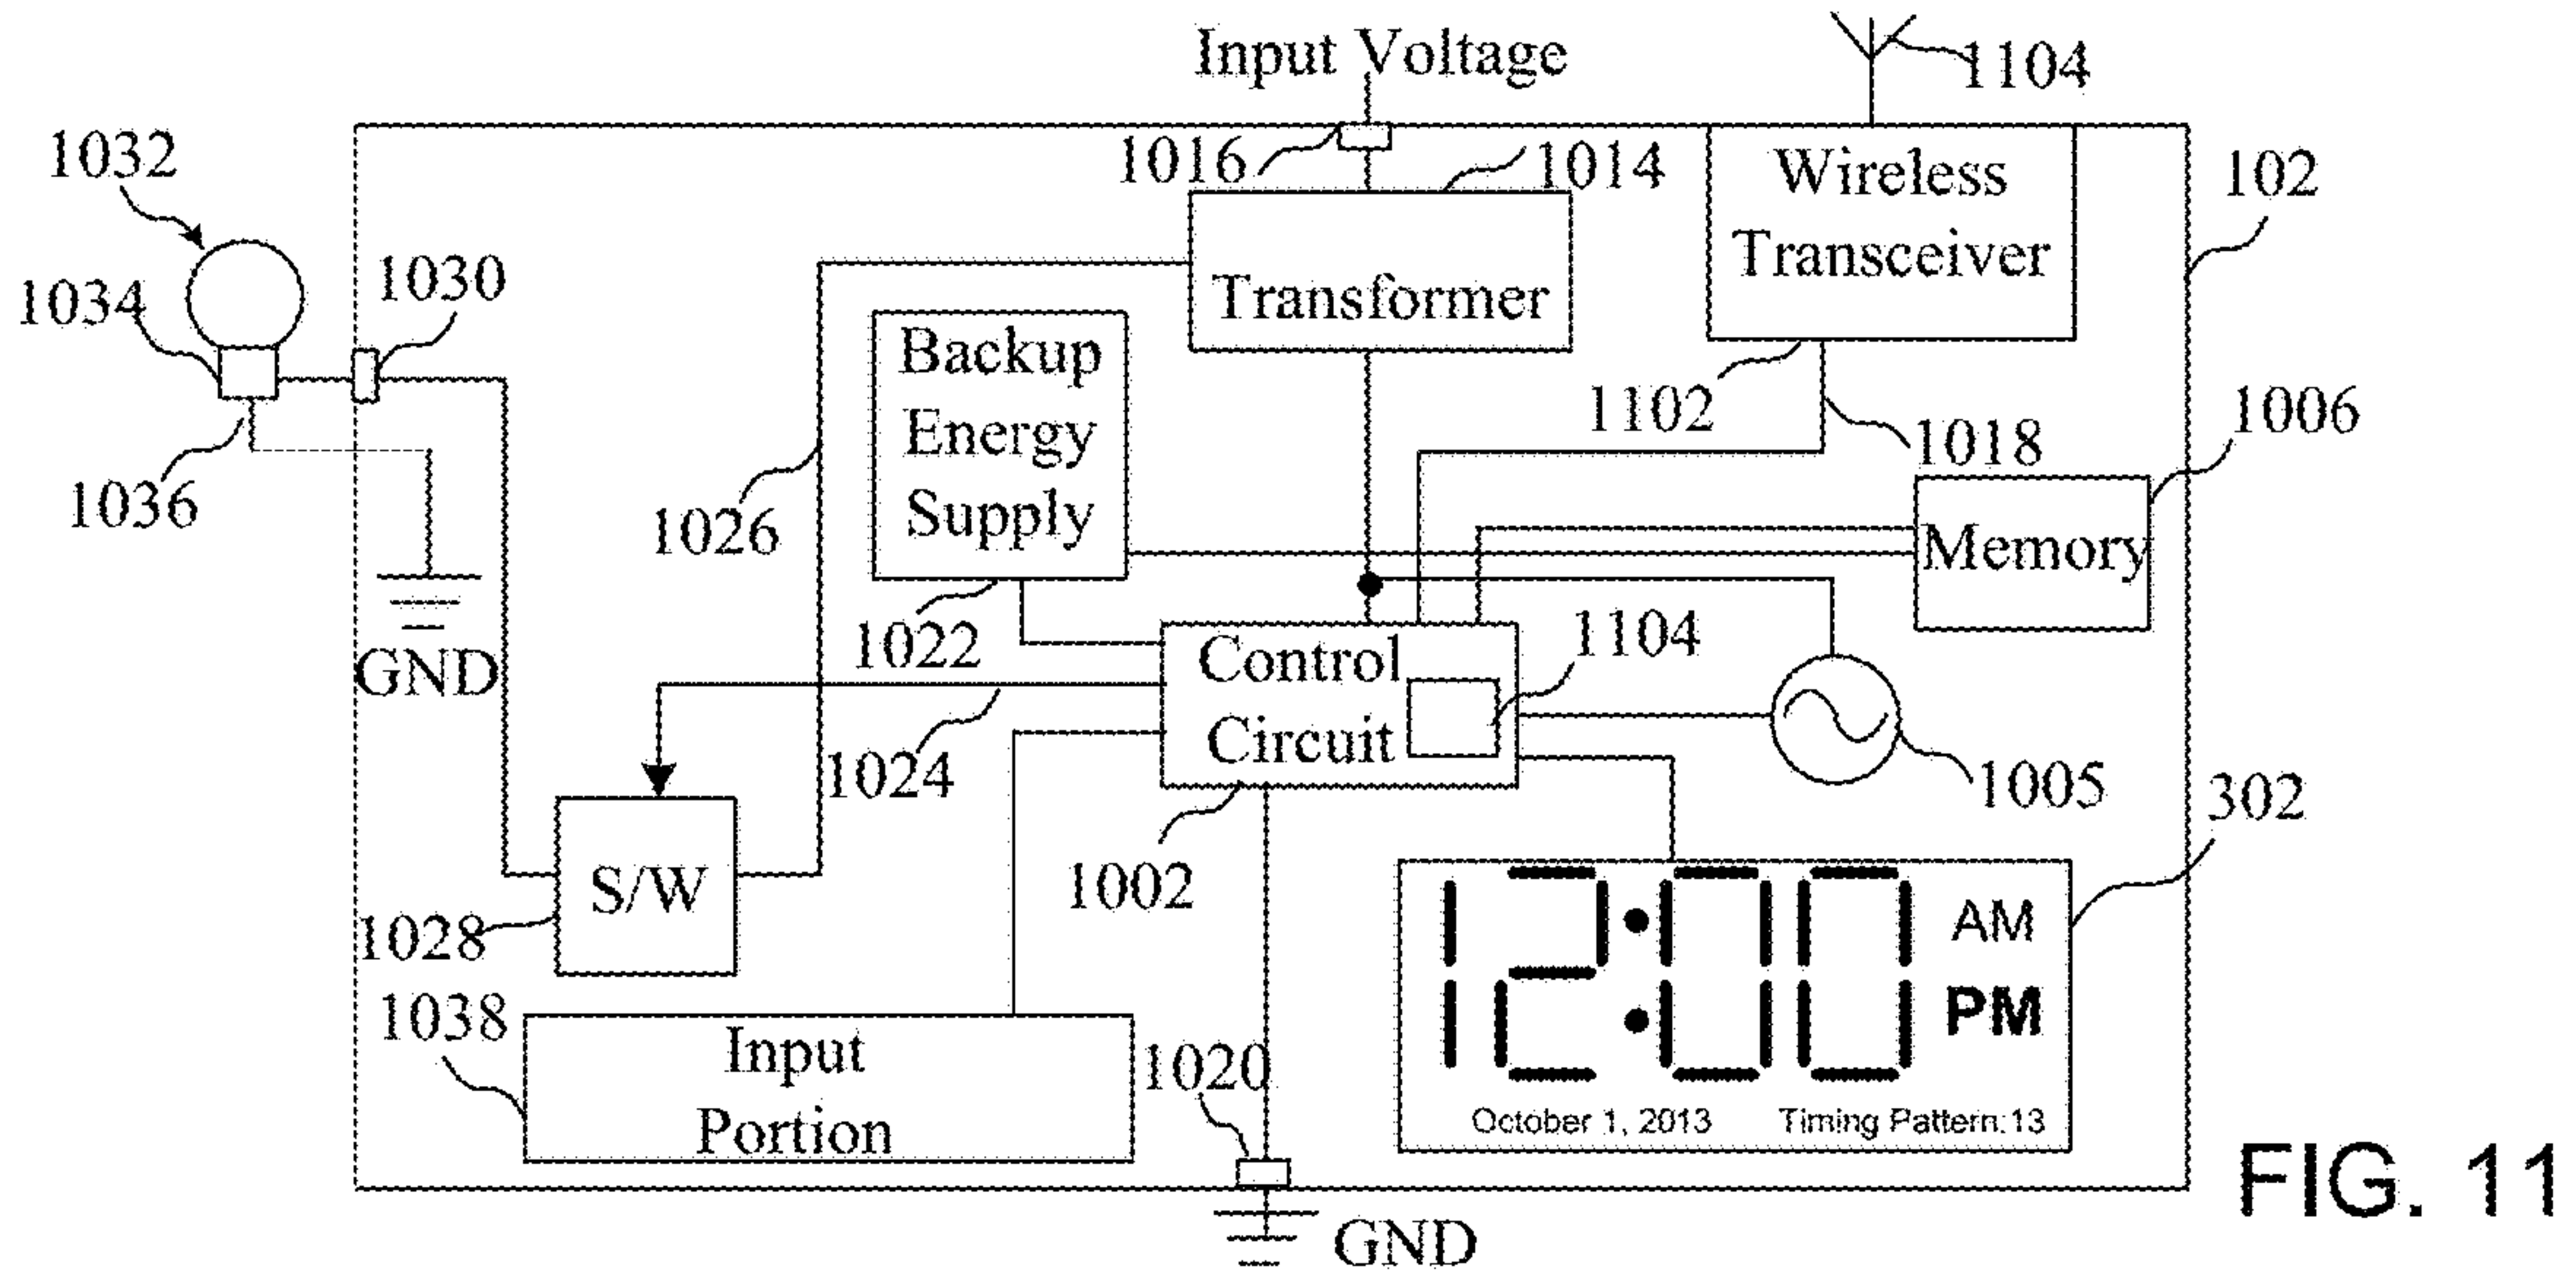 Input Voltage
1104
1032
1016
1014
Wireless
Transceiver
102
1034
1030
Transformer
Backup
Energy
Supply
1102
1018
1006
1036
1026
Memory
1022
Control
Circuit
1104
GND
1024
1005
302
1002
S/W
1028
12:00
AM
PM
1038
Input
Portion
1020
October 1, 2013
Timing Pattern:13
GND
FIG. 11